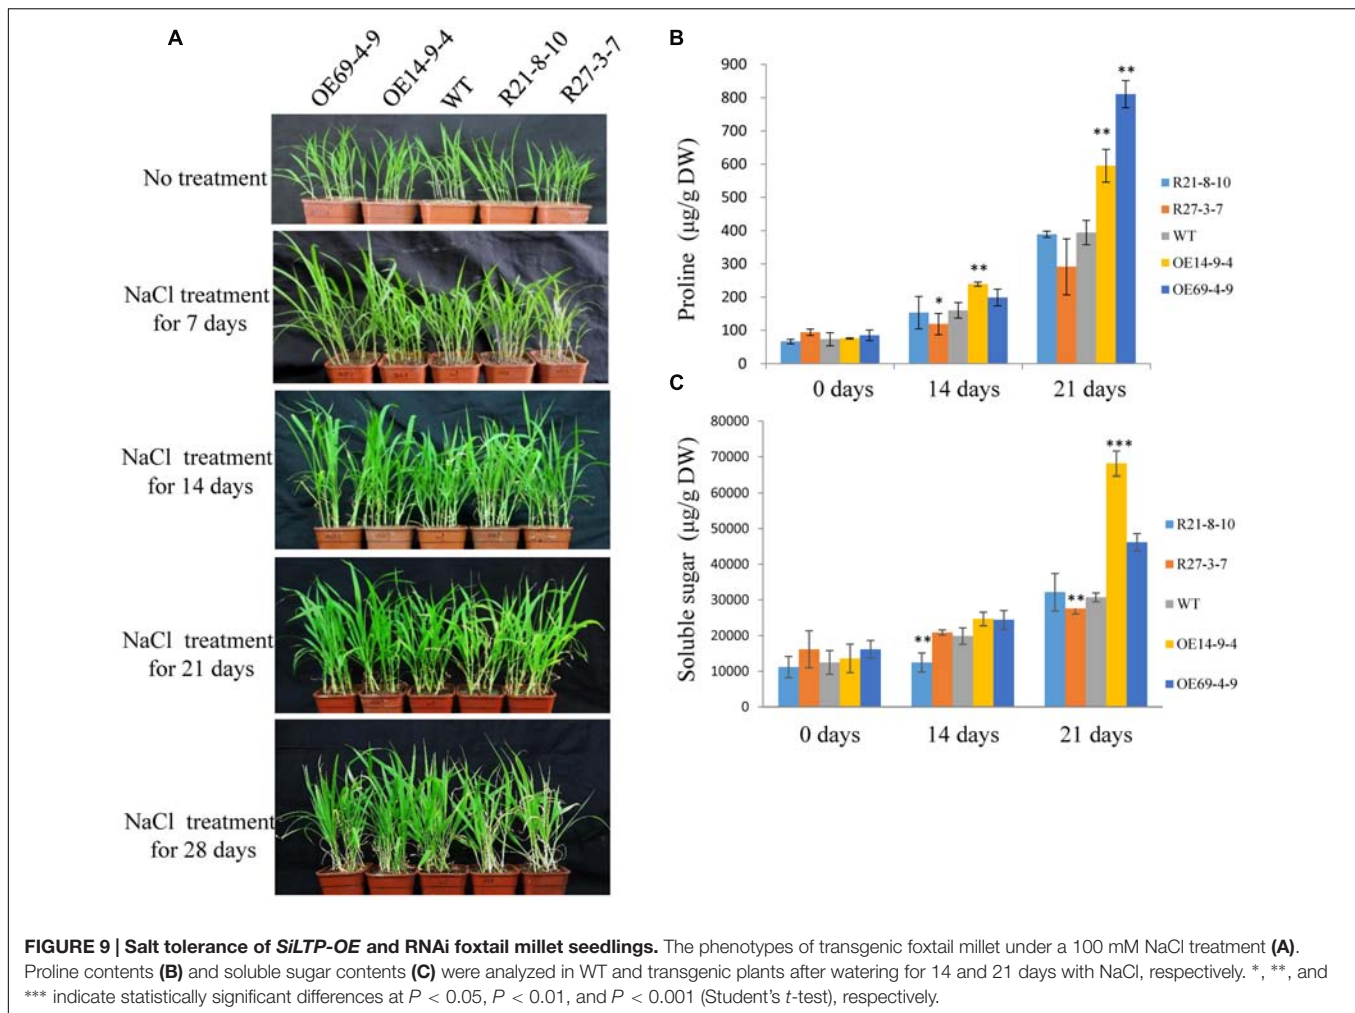 A
OE69-4-9
OE14-9-4
WT
R21-8-10
R27-3-7
No treatment
NaCl treatment
for 7 days
NaCl treatment
for 14 days
NaCl treatment
for 21 days
NaCl treatment
for 28 days
B
Proline (µg/g DW)
900
800
700
600
500
400
300
200
100
0
*
**
**
**
0 days
14 days
21 days
R21-8-10
R27-3-7
WT
OE14-9-4
OE69-4-9
C
Soluble sugar (µg/g DW)
80000
70000
60000
50000
40000
30000
20000
10000
0
**
**
***
0 days
14 days
21 days
R21-8-10
R27-3-7
WT
OE14-9-4
OE69-4-9
FIGURE 9 | Salt tolerance of SiLTP-OE and RNAi foxtail millet seedlings. The phenotypes of transgenic foxtail millet under a 100 mM NaCl treatment (A).
Proline contents (B) and soluble sugar contents (C) were analyzed in WT and transgenic plants after watering for 14 and 21 days with NaCl, respectively. *, **, and
*** indicate statistically significant differences at P < 0.05, P < 0.01, and P < 0.001 (Student's t-test), respectively.